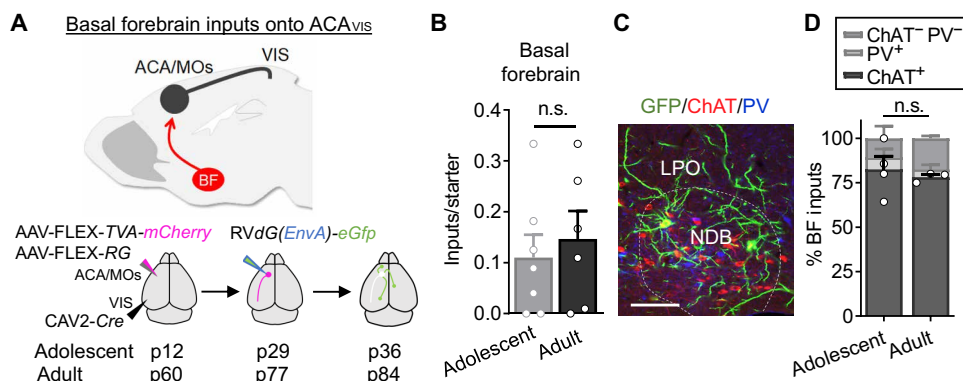 A
Basal forebrain inputs onto ACAVIS
VIS
ACA/MOs
BF
AAV-FLEX-TVA-mCherry
AAV-FLEX-RG
ACA/MOs
VIS
CAV2-Cre
RVdG(EnvA)-eGfp
Adolescent p12 p29 p36
Adult p60 p77 p84
B
Basal
forebrain
n.s.
Inputs/starter
0.4
0.3
0.2
0.1
0.0
Adolescent
Adult
C
GFP/ChAT/PV
LPO
NDB
D
ChAT⁻ PV⁻
PV⁺
ChAT⁺
n.s.
% BF inputs
100
75
50
25
0
Adolescent
Adult